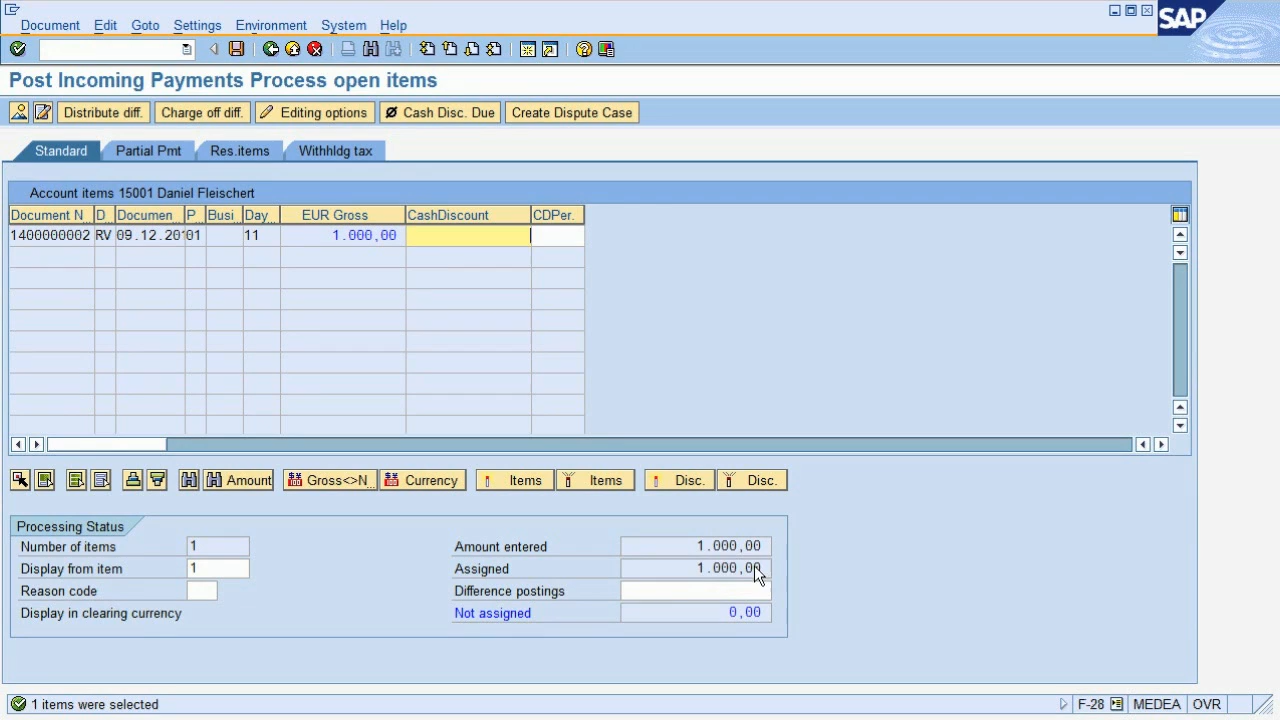 Document Edit Goto Settings Environment System Help
SAP
Post Incoming Payments Process open items
Distribute diff. Charge off diff. Editing options Cash Disc. Due Create Dispute Case
Standard Partial Pmt Res.items Withhldg tax
Account items 15001 Daniel Fleischert
Document N D Documen P Busi Day EUR Gross CashDiscount CDPer.
1400000002 RV 09.12.201 01 11 1.000,00
Amount Gross<>N... Currency Items Items Disc. Disc.
Processing Status
Number of items 1 Amount entered 1.000,00
Display from item 1 Assigned 1.000,00
Reason code Difference postings
Display in clearing currency Not assigned 0,00
1 items were selected F-28 MEDEA OVR